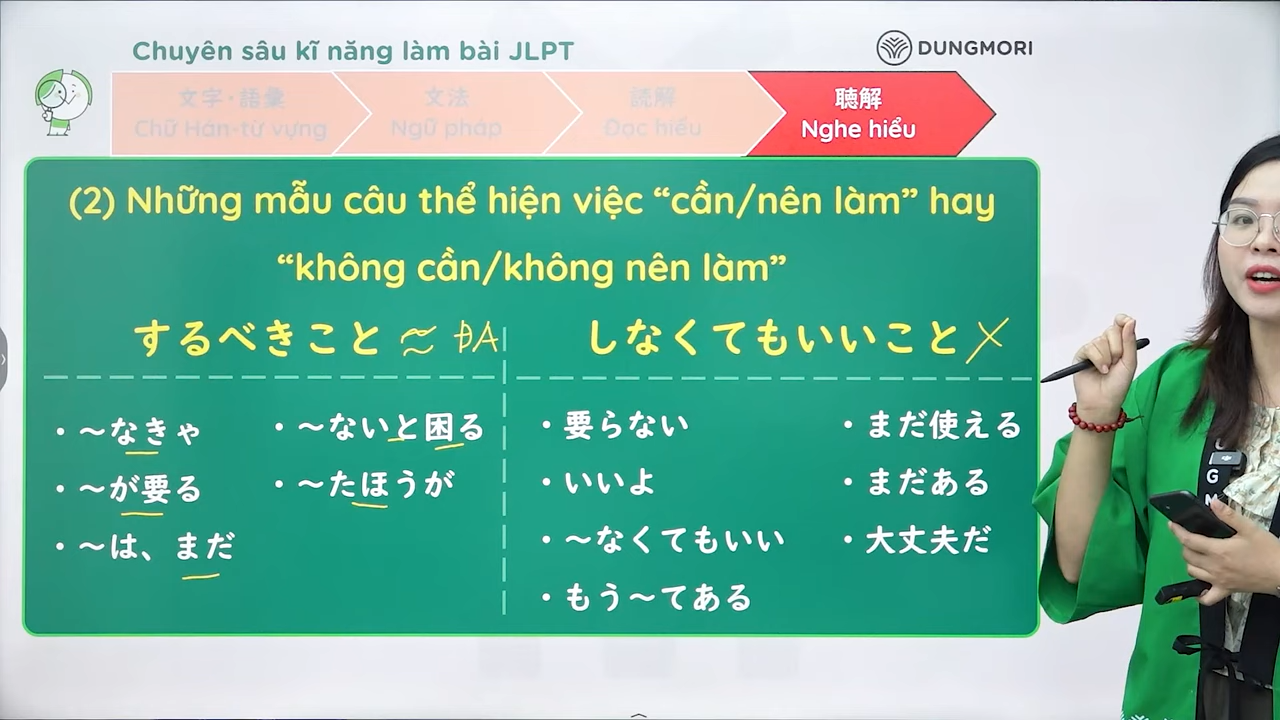 Chuyên sâu kĩ năng làm bài JLPT
DUNGMORI
文字・語彙
Chữ Hán-từ vựng
文法
Ngữ pháp
読解
Đọc hiểu
聴解
Nghe hiểu
(2) Những mẫu câu thể hiện việc “cần/nên làm” hay
“không cần/không nên làm”
するべきこと ≈ ĐA
しなくてもいいこと X
・～なきゃ
・～が要る
・～は、まだ
・～ないと困る
・～たほうが
・要らない
・いいよ
・～なくてもいい
・もう～てある
・まだ使える
・まだある
・大丈夫だ
G
M